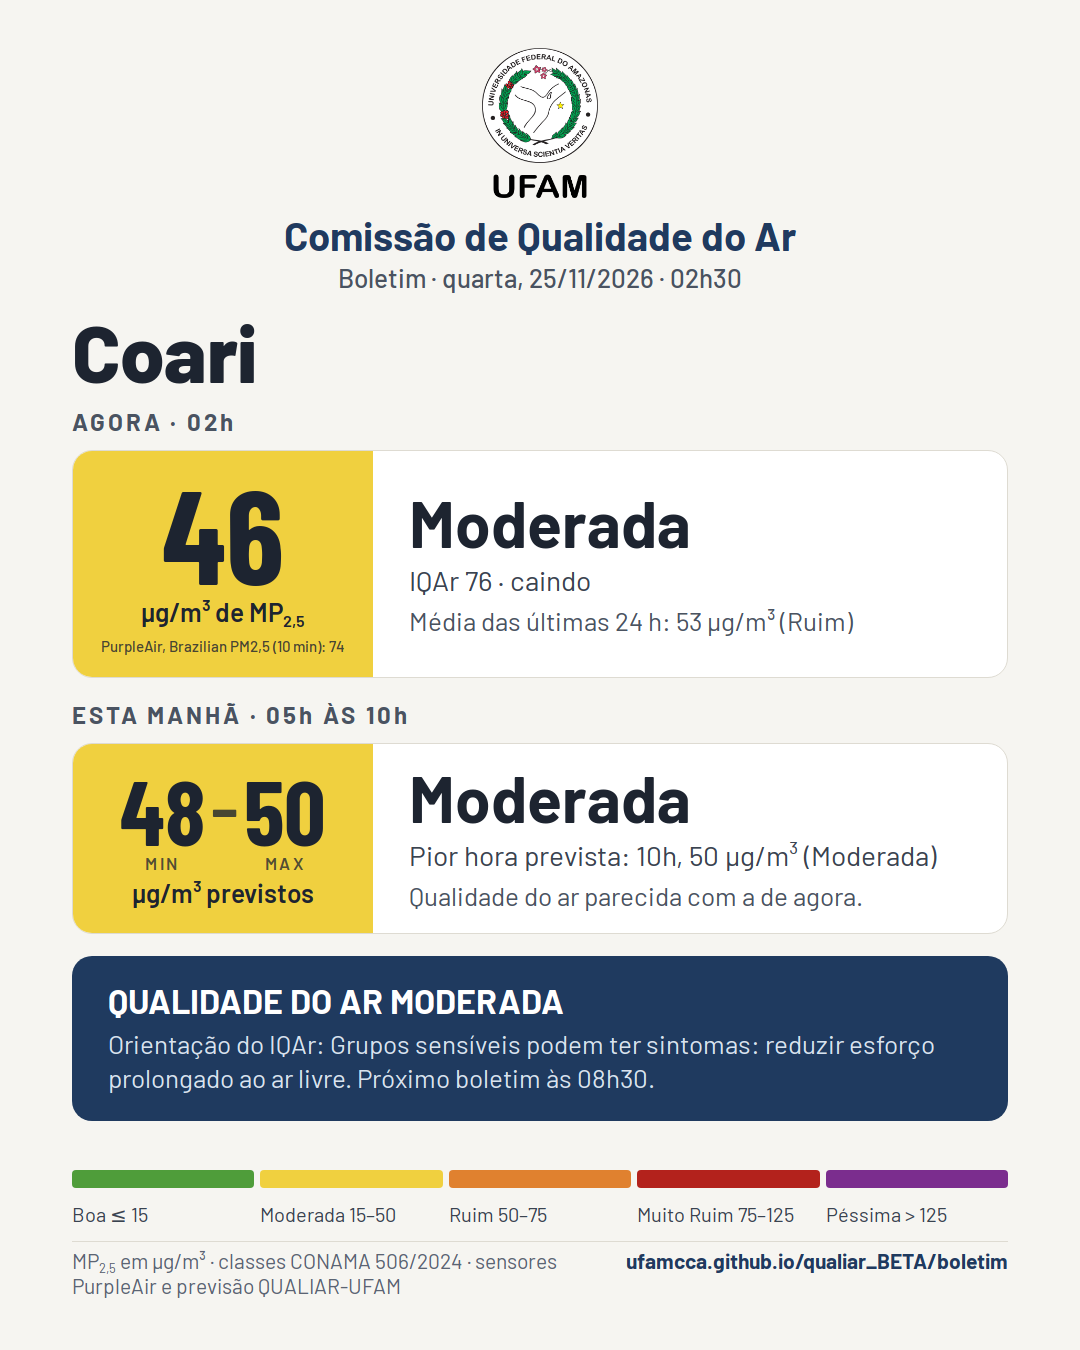 UNIVERSIDADE FEDERAL DO AMAZONAS
IN UNIVERSA SCIENTIA VERITAS
UFAM
Comissão de Qualidade do Ar
Boletim · quarta, 25/11/2026 · 02h30
Coari
AGORA · 02h
46
µg/m³ de MP2,5
PurpleAir, Brazilian PM2,5 (10 min): 74
Moderada
IQAr 76 · caindo
Média das últimas 24 h: 53 µg/m³ (Ruim)
ESTA MANHÃ · 05h ÀS 10h
48–50
MIN MAX
µg/m³ previstos
Moderada
Pior hora prevista: 10h, 50 µg/m³ (Moderada)
Qualidade do ar parecida com a de agora.
QUALIDADE DO AR MODERADA
Orientação do IQAr: Grupos sensíveis podem ter sintomas: reduzir esforço
prolongado ao ar livre. Próximo boletim às 08h30.
Boa ≤ 15 Moderada 15–50 Ruim 50–75 Muito Ruim 75–125 Péssima > 125
MP2,5 em µg/m³ · classes CONAMA 506/2024 · sensores
PurpleAir e previsão QUALIAR-UFAM
ufamcca.github.io/qualiar_BETA/boletim